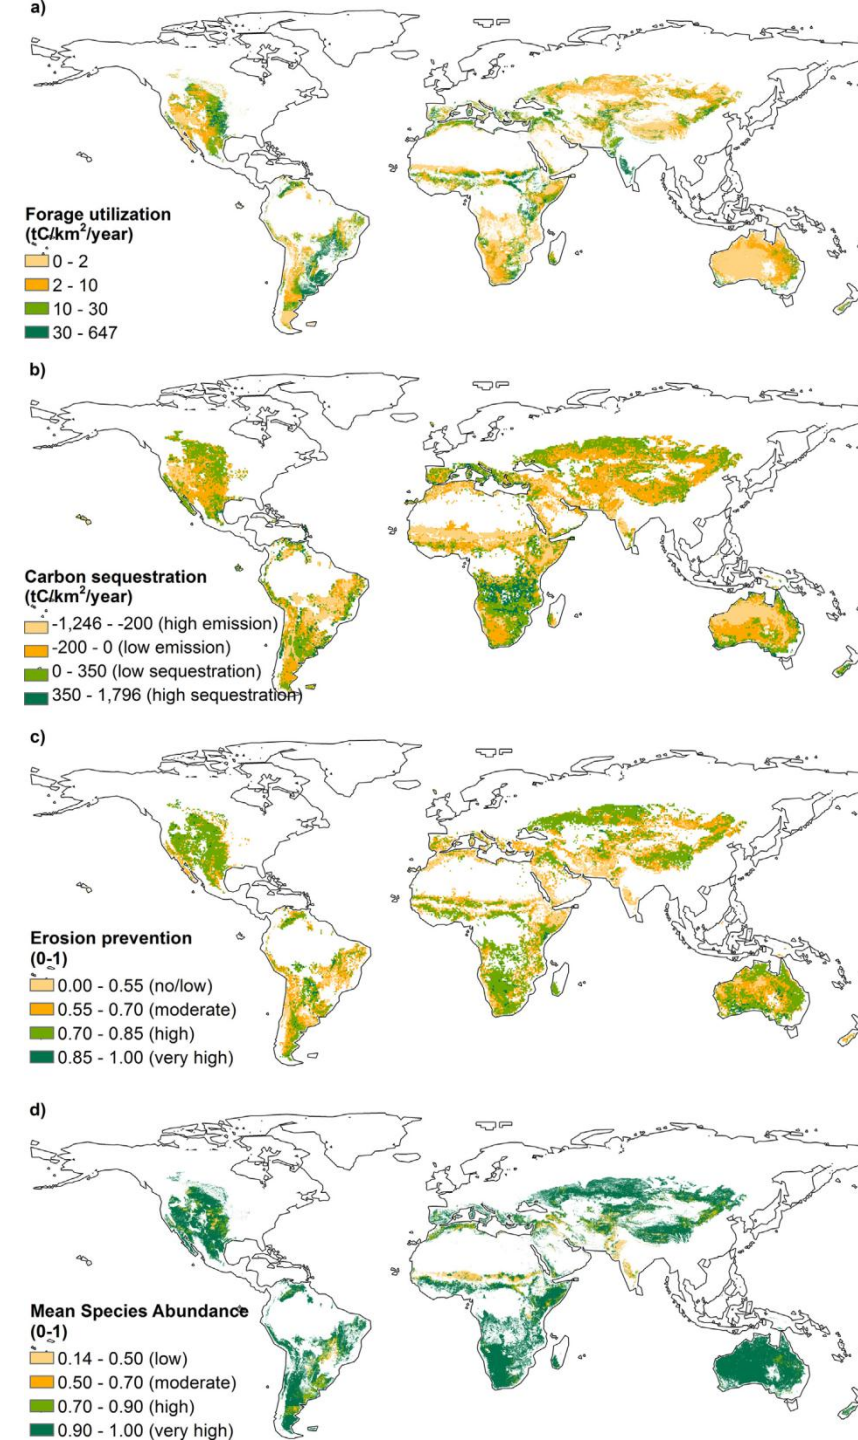 a)
Forage utilization
(tC/km²/year)
0 - 2
2 - 10
10 - 30
30 - 647
b)
Carbon sequestration
(tC/km²/year)
-1,246 - -200 (high emission)
-200 - 0 (low emission)
0 - 350 (low sequestration)
350 - 1,796 (high sequestration)
c)
Erosion prevention
(0-1)
0.00 - 0.55 (no/low)
0.55 - 0.70 (moderate)
0.70 - 0.85 (high)
0.85 - 1.00 (very high)
d)
Mean Species Abundance
(0-1)
0.14 - 0.50 (low)
0.50 - 0.70 (moderate)
0.70 - 0.90 (high)
0.90 - 1.00 (very high)